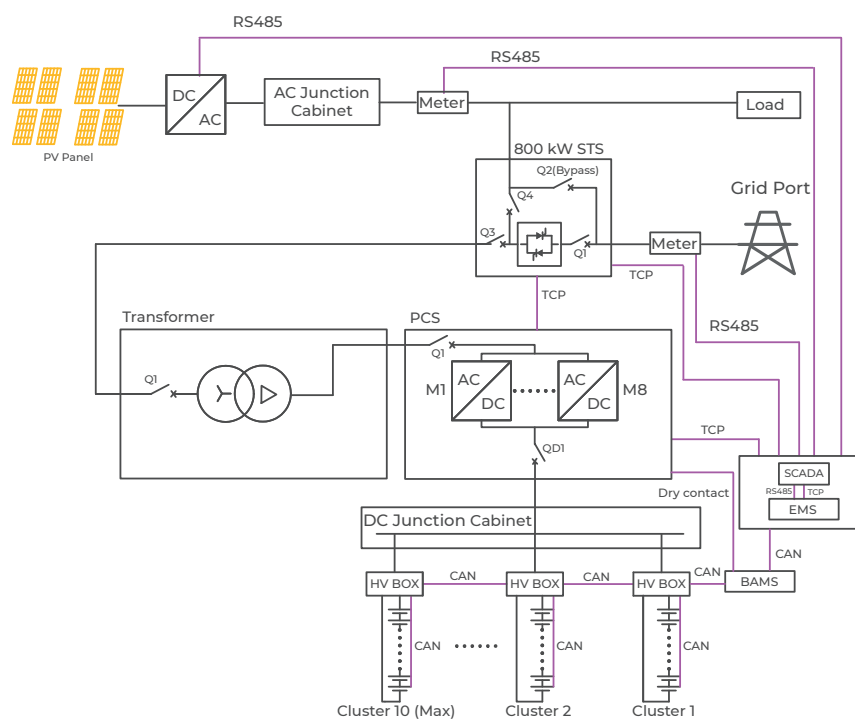 RS485
RS485
DC
AC
AC Junction
Cabinet
Meter
Load
PV Panel
800 kW STS
Q2(Bypass)
Q4
Grid Port
Q3
Q1
Meter
TCP
TCP
RS485
Transformer
PCS
Q1
Q1
M1
AC
DC
AC
DC
M8
QD1
TCP
Dry contact
SCADA
RS485
TCP
EMS
DC Junction Cabinet
CAN
HV BOX
CAN
HV BOX
CAN
HV BOX
CAN
BAMS
CAN
CAN
CAN
Cluster 10 (Max)
Cluster 2
Cluster 1